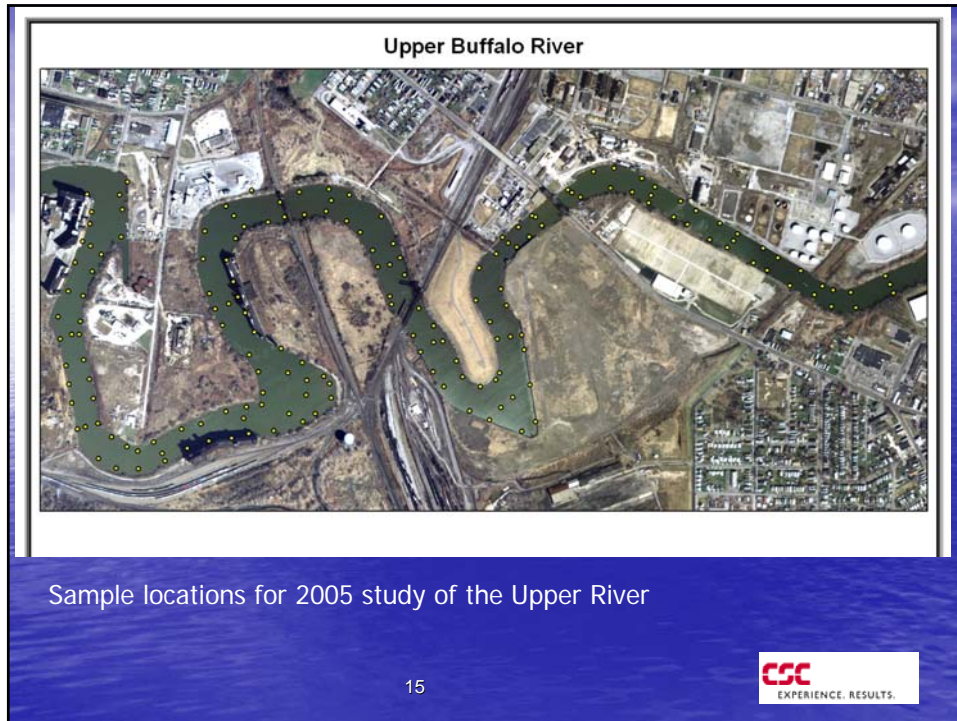 Upper Buffalo River
Sample locations for 2005 study of the Upper River
15
CSC
EXPERIENCE. RESULTS.